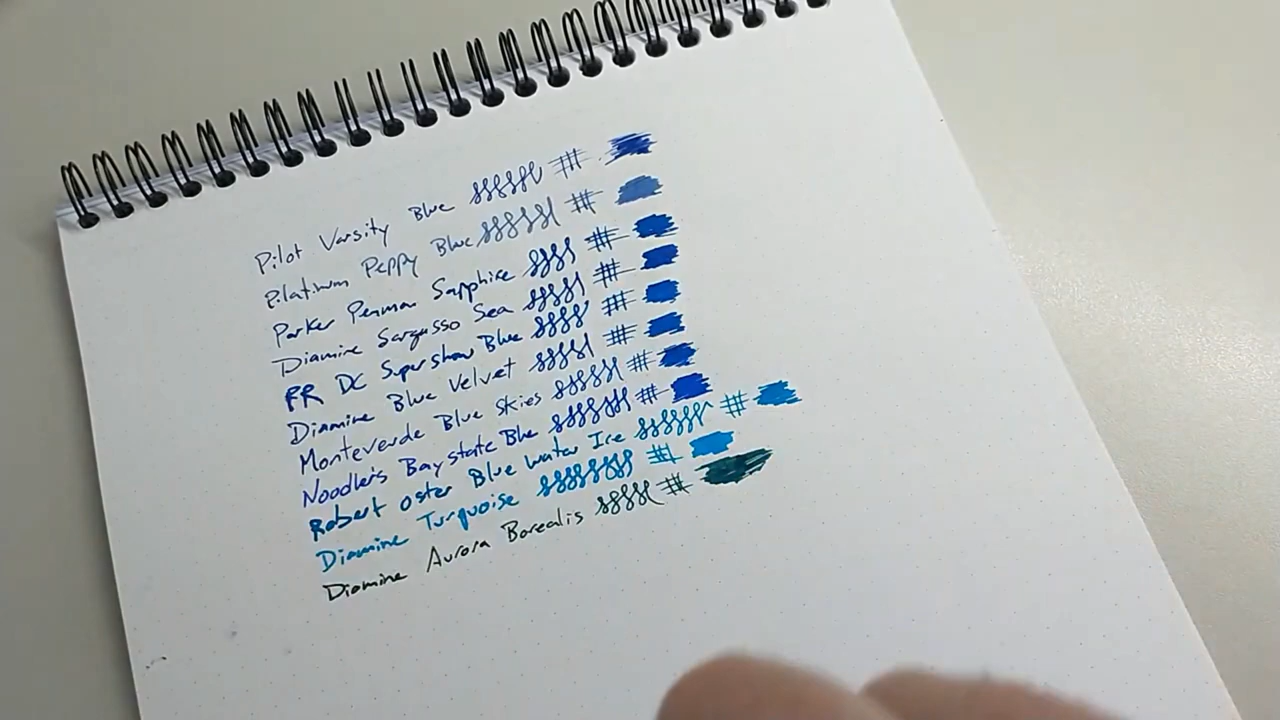 Pilot Varsity Blue
Platinum Peppy Blue
Parker Penman Sapphire
Diamine Sargasso Sea
FR DC Supershow Blue
Diamine Blue Velvet
Monteverde Blue Skies
Noodler's Baystate Blue
Robert Oster Blue Water Ice
Diamine Turquoise
Diamine Aurora Borealis